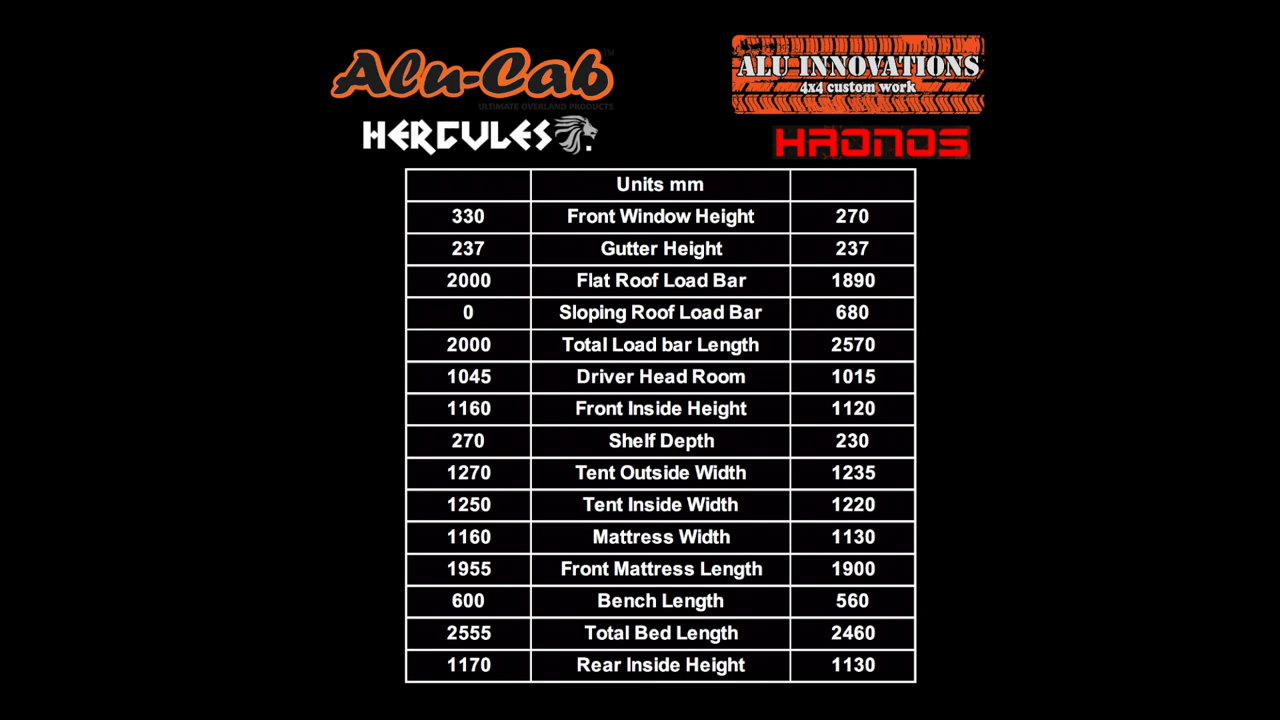 Alu-Cab™
ULTIMATE OVERLAND PRODUCTS
HERCULES
ALU INNOVATIONS
4x4 custom work
KRONOS
Units mm
330 Front Window Height 270
237 Gutter Height 237
2000 Flat Roof Load Bar 1890
0 Sloping Roof Load Bar 680
2000 Total Load bar Length 2570
1045 Driver Head Room 1015
1160 Front Inside Height 1120
270 Shelf Depth 230
1270 Tent Outside Width 1235
1250 Tent Inside Width 1220
1160 Mattress Width 1130
1955 Front Mattress Length 1900
600 Bench Length 560
2555 Total Bed Length 2460
1170 Rear Inside Height 1130